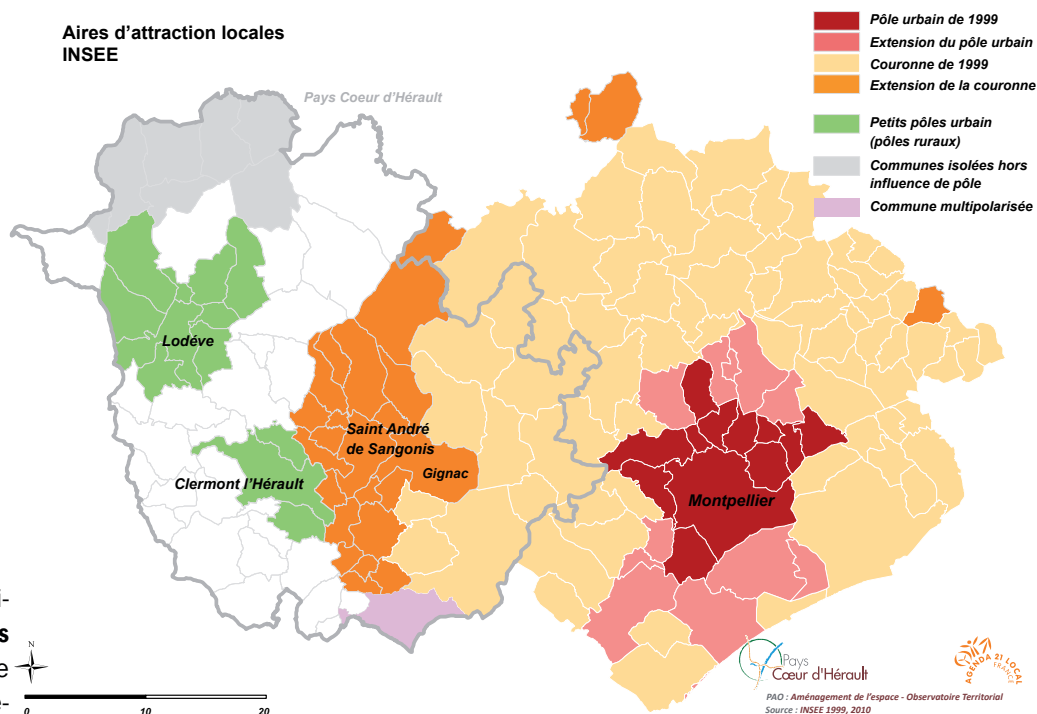 Aires d'attraction locales
INSEE
Pôle urbain de 1999
Extension du pôle urbain
Couronne de 1999
Extension de la couronne
Petits pôles urbain
(pôles ruraux)
Communes isolées hors
influence de pôle
Commune multipolarisée
Pays Coeur d'Hérault
Lodéve
Saint André
de Sangonis
Gignac
Clermont l'Hérault
Montpellier
i-
s
N
e
e-
0 10 20
Pays
Cœur d'Hérault
AGENDA 21 LOCAL
FRANCE
PAO : Aménagement de l'espace - Observatoire Territorial
Source : INSEE 1999, 2010